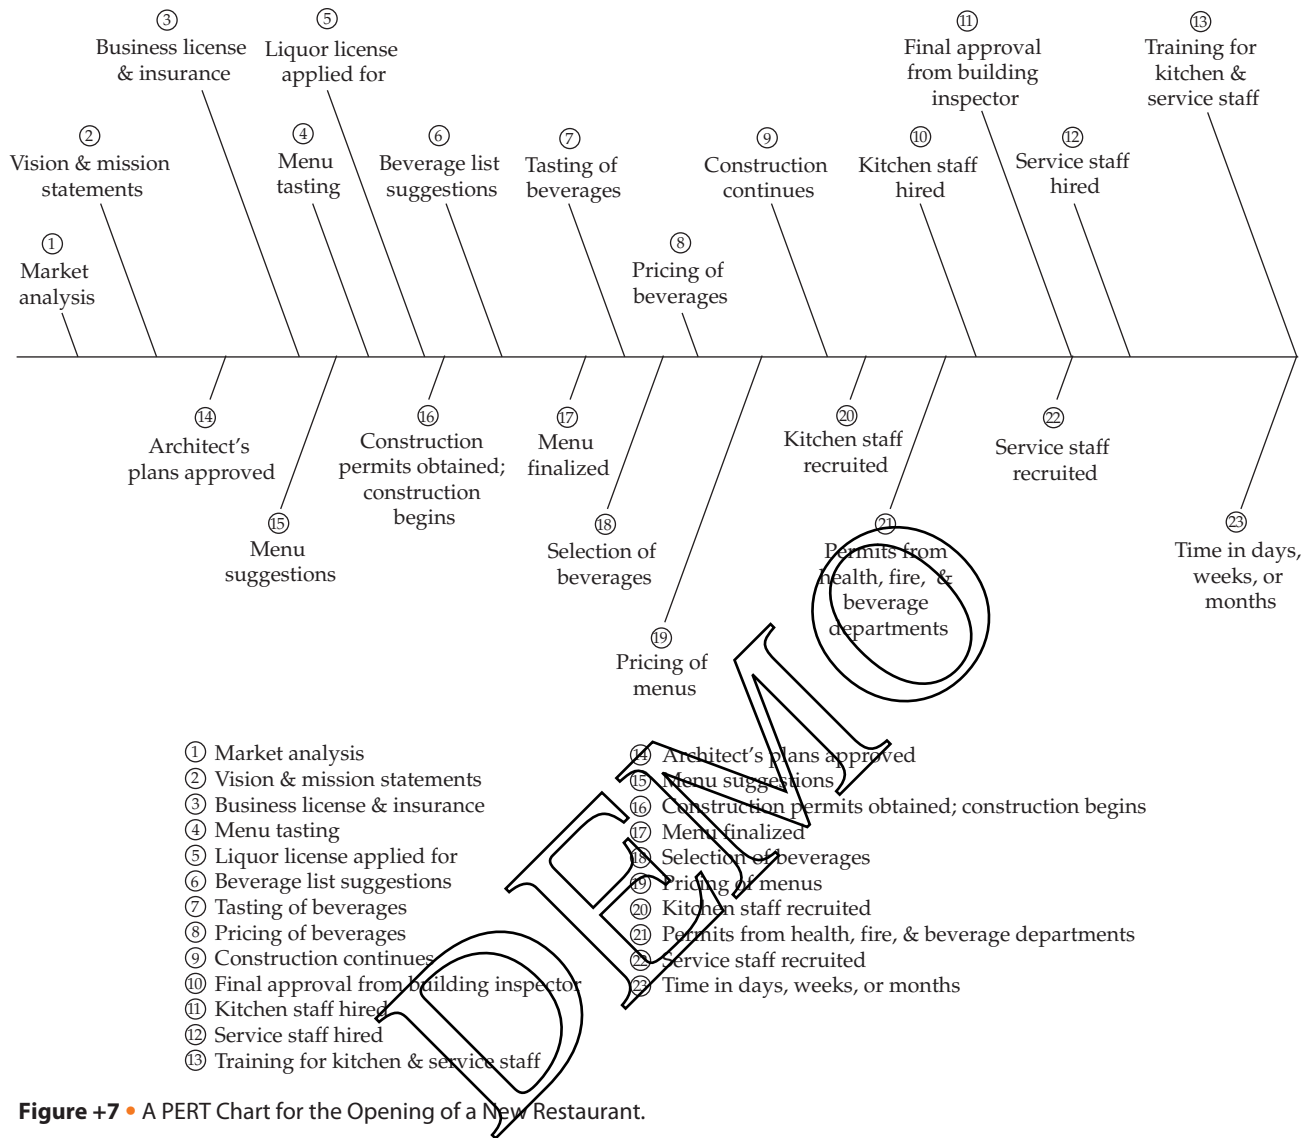 ③
Business license
& insurance
⑤
Liquor license
applied for
⑪
Final approval
from building
inspector
⑬
Training for
kitchen &
service staff
②
Vision & mission
statements
④
Menu
tasting
⑥
Beverage list
suggestions
⑦
Tasting of
beverages
⑨
Construction
continues
⑩
Kitchen staff
hired
⑫
Service staff
hired
①
Market
analysis
⑧
Pricing of
beverages
⑭
Architect's
plans approved
⑮
Menu
suggestions
⑯
Construction
permits obtained;
construction
begins
⑰
Menu
finalized
⑱
Selection of
beverages
⑲
Pricing of
menus
⑳
Kitchen staff
recruited
㉑
Permits from
health, fire, &
beverage
departments
㉒
Service staff
recruited
㉓
Time in days,
weeks, or
months
① Market analysis
② Vision & mission statements
③ Business license & insurance
④ Menu tasting
⑤ Liquor license applied for
⑥ Beverage list suggestions
⑦ Tasting of beverages
⑧ Pricing of beverages
⑨ Construction continues
⑩ Final approval from building inspector
⑪ Kitchen staff hired
⑫ Service staff hired
⑬ Training for kitchen & service staff
⑭ Architect's plans approved
⑮ Menu suggestions
⑯ Construction permits obtained; construction begins
⑰ Menu finalized
⑱ Selection of beverages
⑲ Pricing of menus
⑳ Kitchen staff recruited
㉑ Permits from health, fire, & beverage departments
㉒ Service staff recruited
㉓ Time in days, weeks, or months
DEMO
Figure +7 • A PERT Chart for the Opening of a New Restaurant.